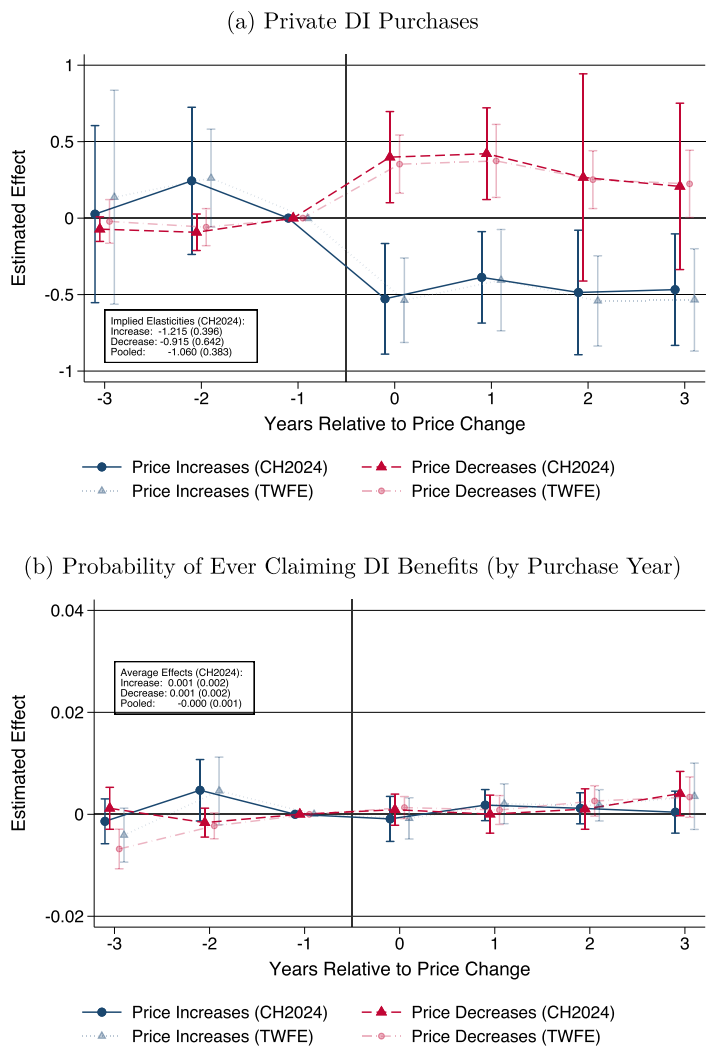 (a) Private DI Purchases
1
0.5
0
-0.5
-1
Estimated Effect
Implied Elasticities (CH2024):
Increase: -1.215 (0.396)
Decrease: -0.915 (0.642)
Pooled: -1.060 (0.383)
-3 -2 -1 0 1 2 3
Years Relative to Price Change
Price Increases (CH2024) Price Decreases (CH2024)
Price Increases (TWFE) Price Decreases (TWFE)
(b) Probability of Ever Claiming DI Benefits (by Purchase Year)
0.04
0.02
0
-0.02
Estimated Effect
Average Effects (CH2024):
Increase: 0.001 (0.002)
Decrease: 0.001 (0.002)
Pooled: -0.000 (0.001)
-3 -2 -1 0 1 2 3
Years Relative to Price Change
Price Increases (CH2024) Price Decreases (CH2024)
Price Increases (TWFE) Price Decreases (TWFE)